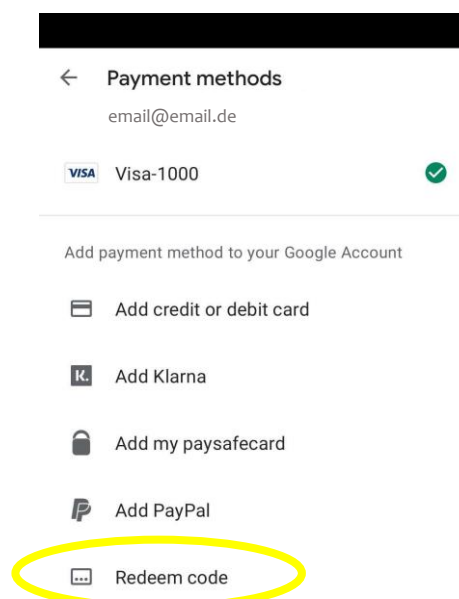 Payment methods
email@email.de
VISA Visa-1000
Add payment method to your Google Account
Add credit or debit card
K. Add Klarna
Add my paysafecard
Add PayPal
Redeem code